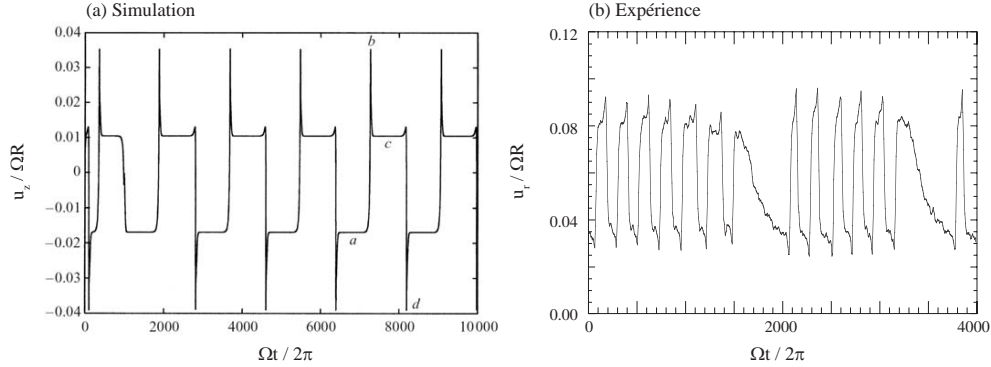 (a) Simulation
0.04
0.03
0.02
0.01
0
−0.01
−0.02
−0.03
−0.04
u_z / ΩR
b
c
a
d
0 2000 4000 6000 8000 10000
Ωt / 2π
(b) Expérience
0.12
0.08
0.04
0.00
u_r / ΩR
0 2000 4000
Ωt / 2π